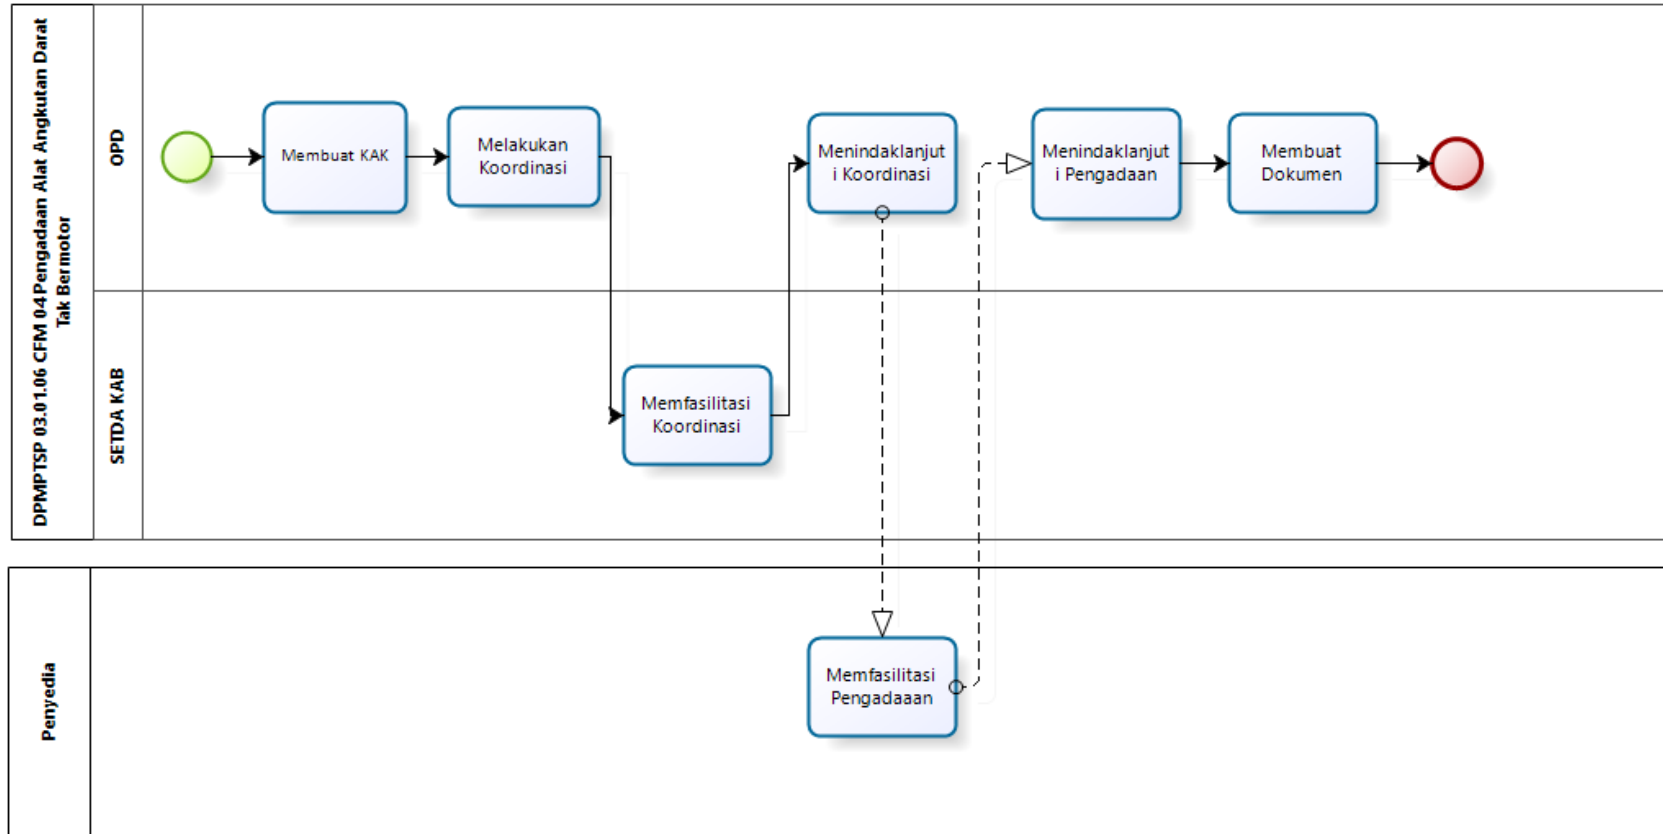 DPMPTSP 03.01.06 CFM 04 Pengadaan Alat Angkutan Darat
Tak Bermotor
OPD
Membuat KAK
Melakukan
Koordinasi
Menindaklanjut
i Koordinasi
Menindaklanjut
i Pengadaan
Membuat
Dokumen
SETDA KAB
Memfasilitasi
Koordinasi
Penyedia
Memfasilitasi
Pengadaaan